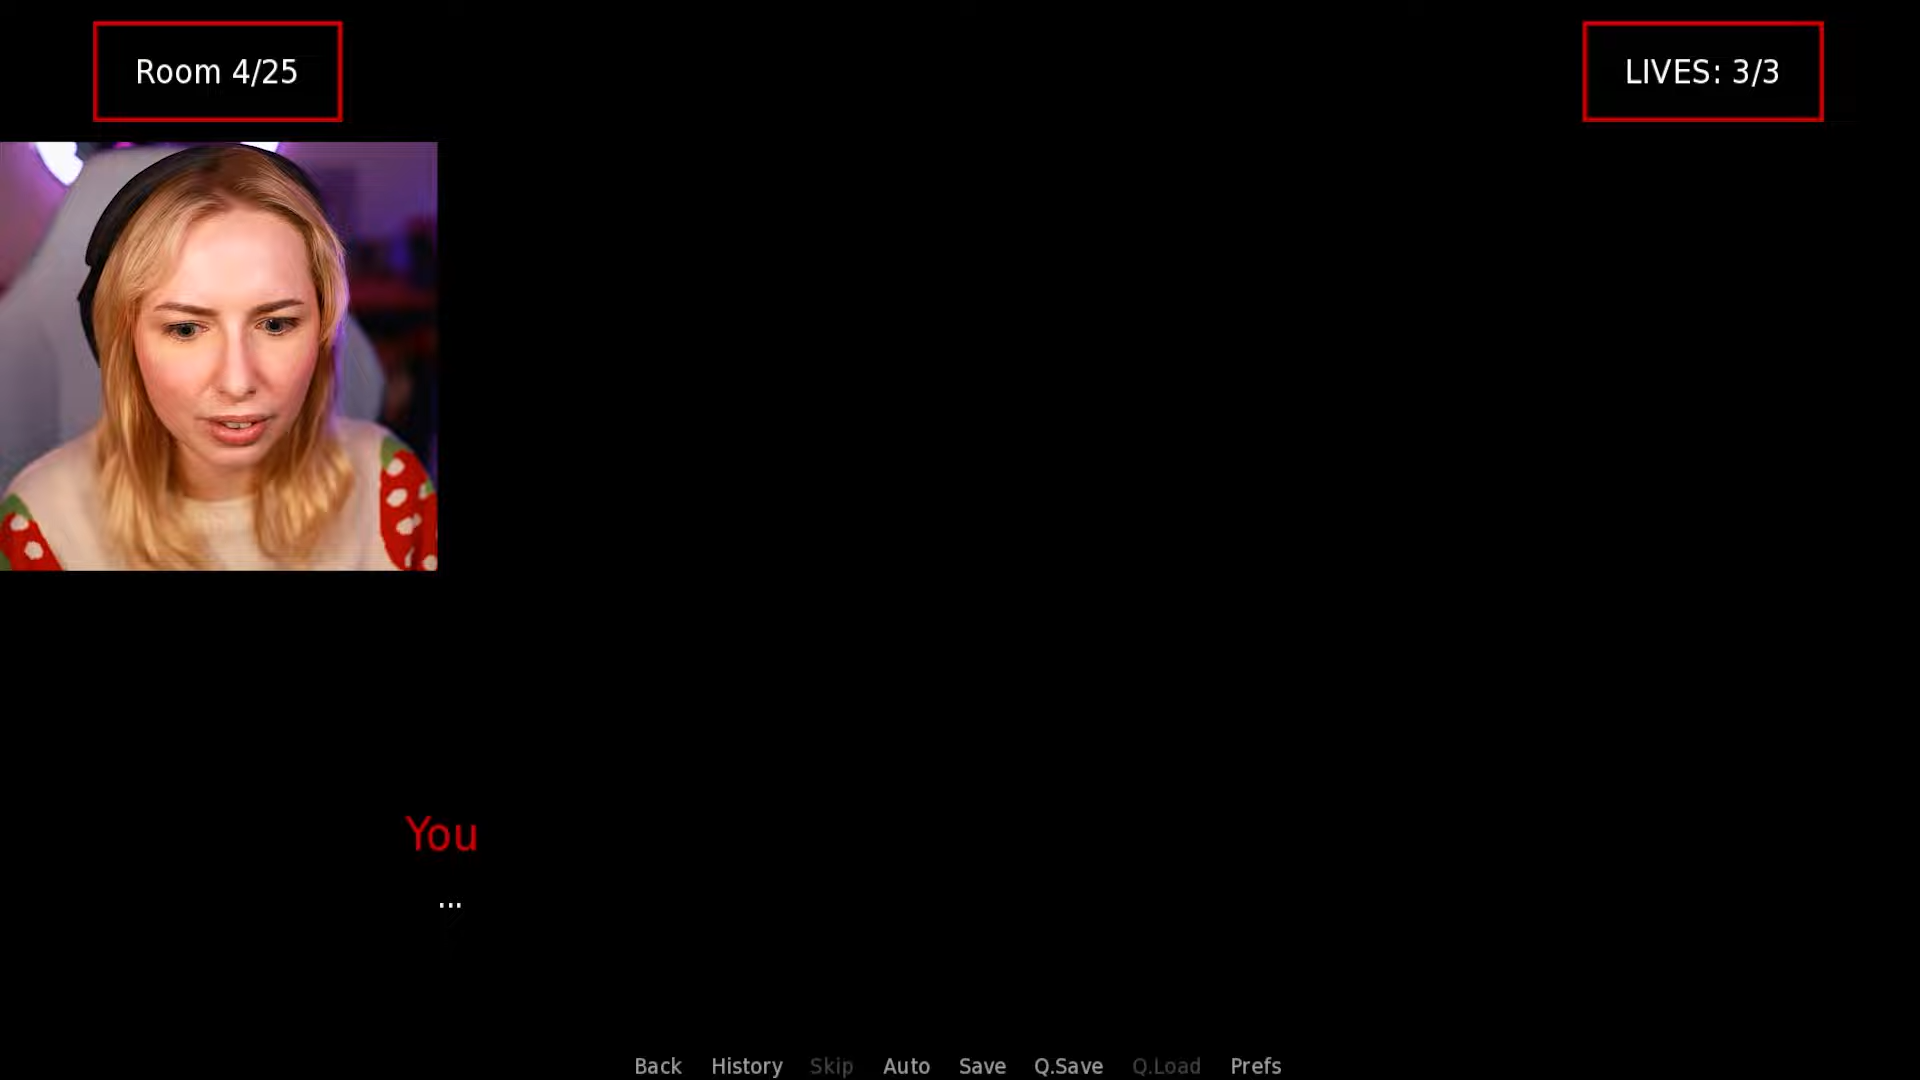 Room 4/25
LIVES: 3/3
You
...
Back History Skip Auto Save Q.Save Q.Load Prefs